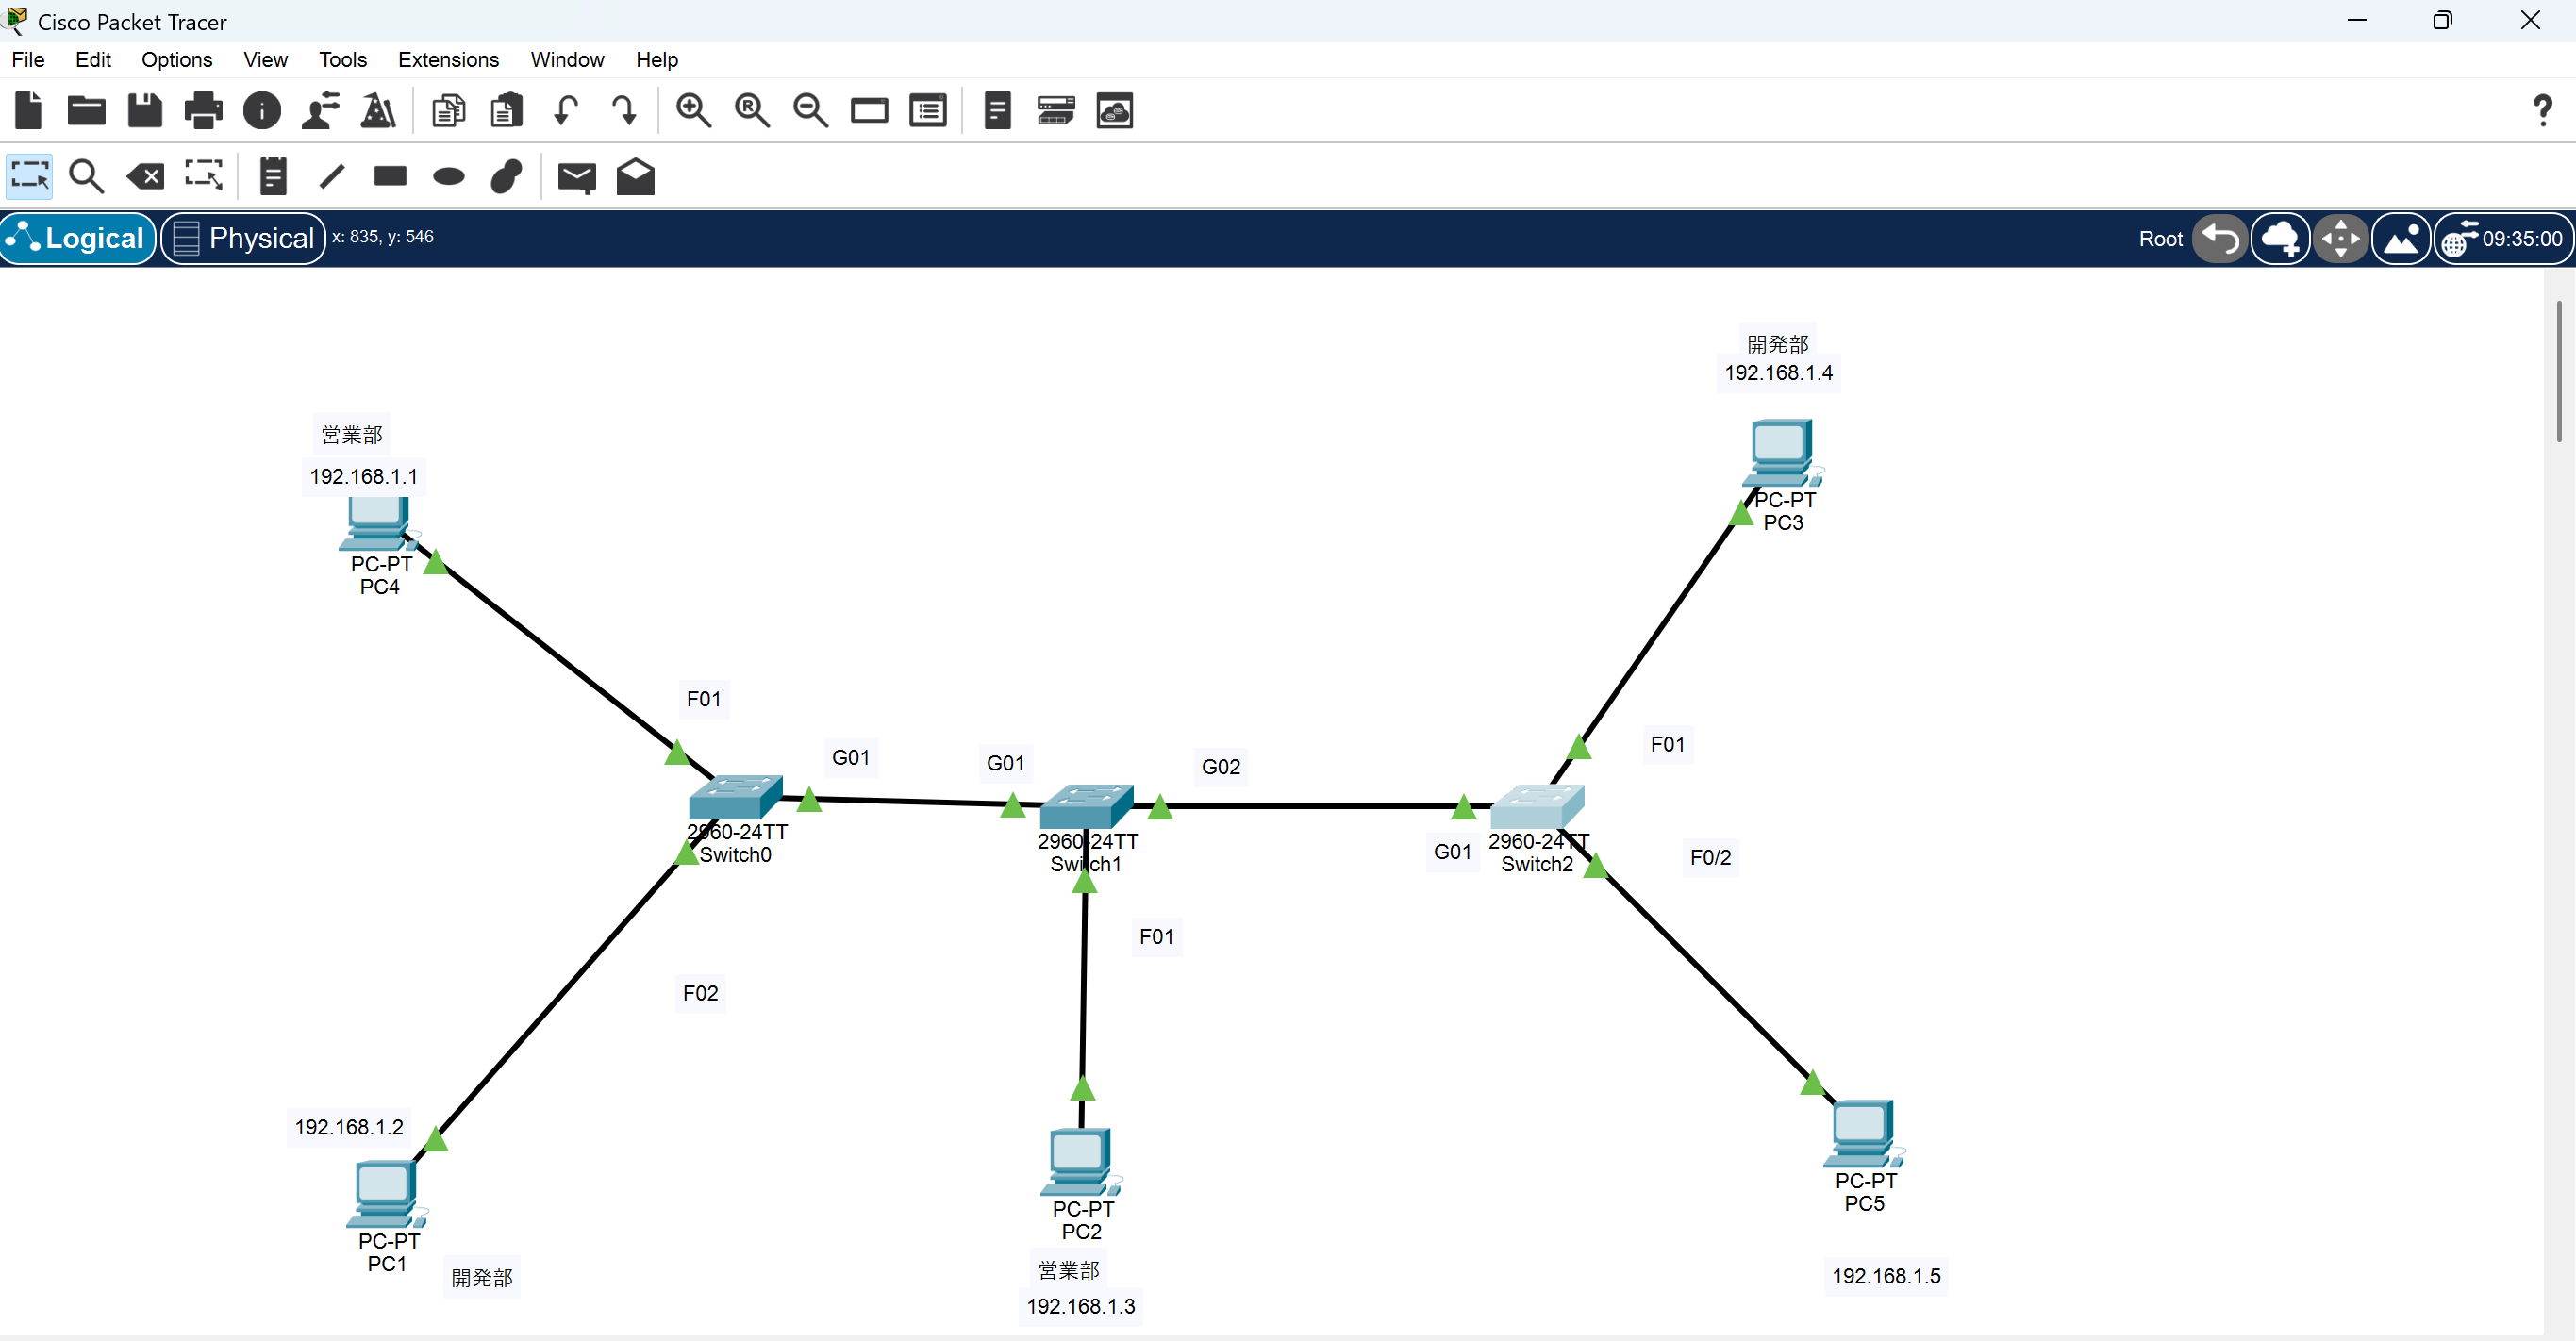 Cisco Packet Tracer
File Edit Options View Tools Extensions Window Help
Logical Physical x: 835, y: 546 Root 09:35:00
開発部
192.168.1.4
営業部
192.168.1.1
PC-PT
PC3
PC-PT
PC4
F01
F01
G01
G01
G02
2960-24TT
Switch0
2960-24TT
Switch1
G01
2960-24TT
Switch2
F0/2
F01
F02
192.168.1.2
PC-PT
PC5
PC-PT
PC2
PC-PT
PC1
開発部
営業部
192.168.1.3
192.168.1.5